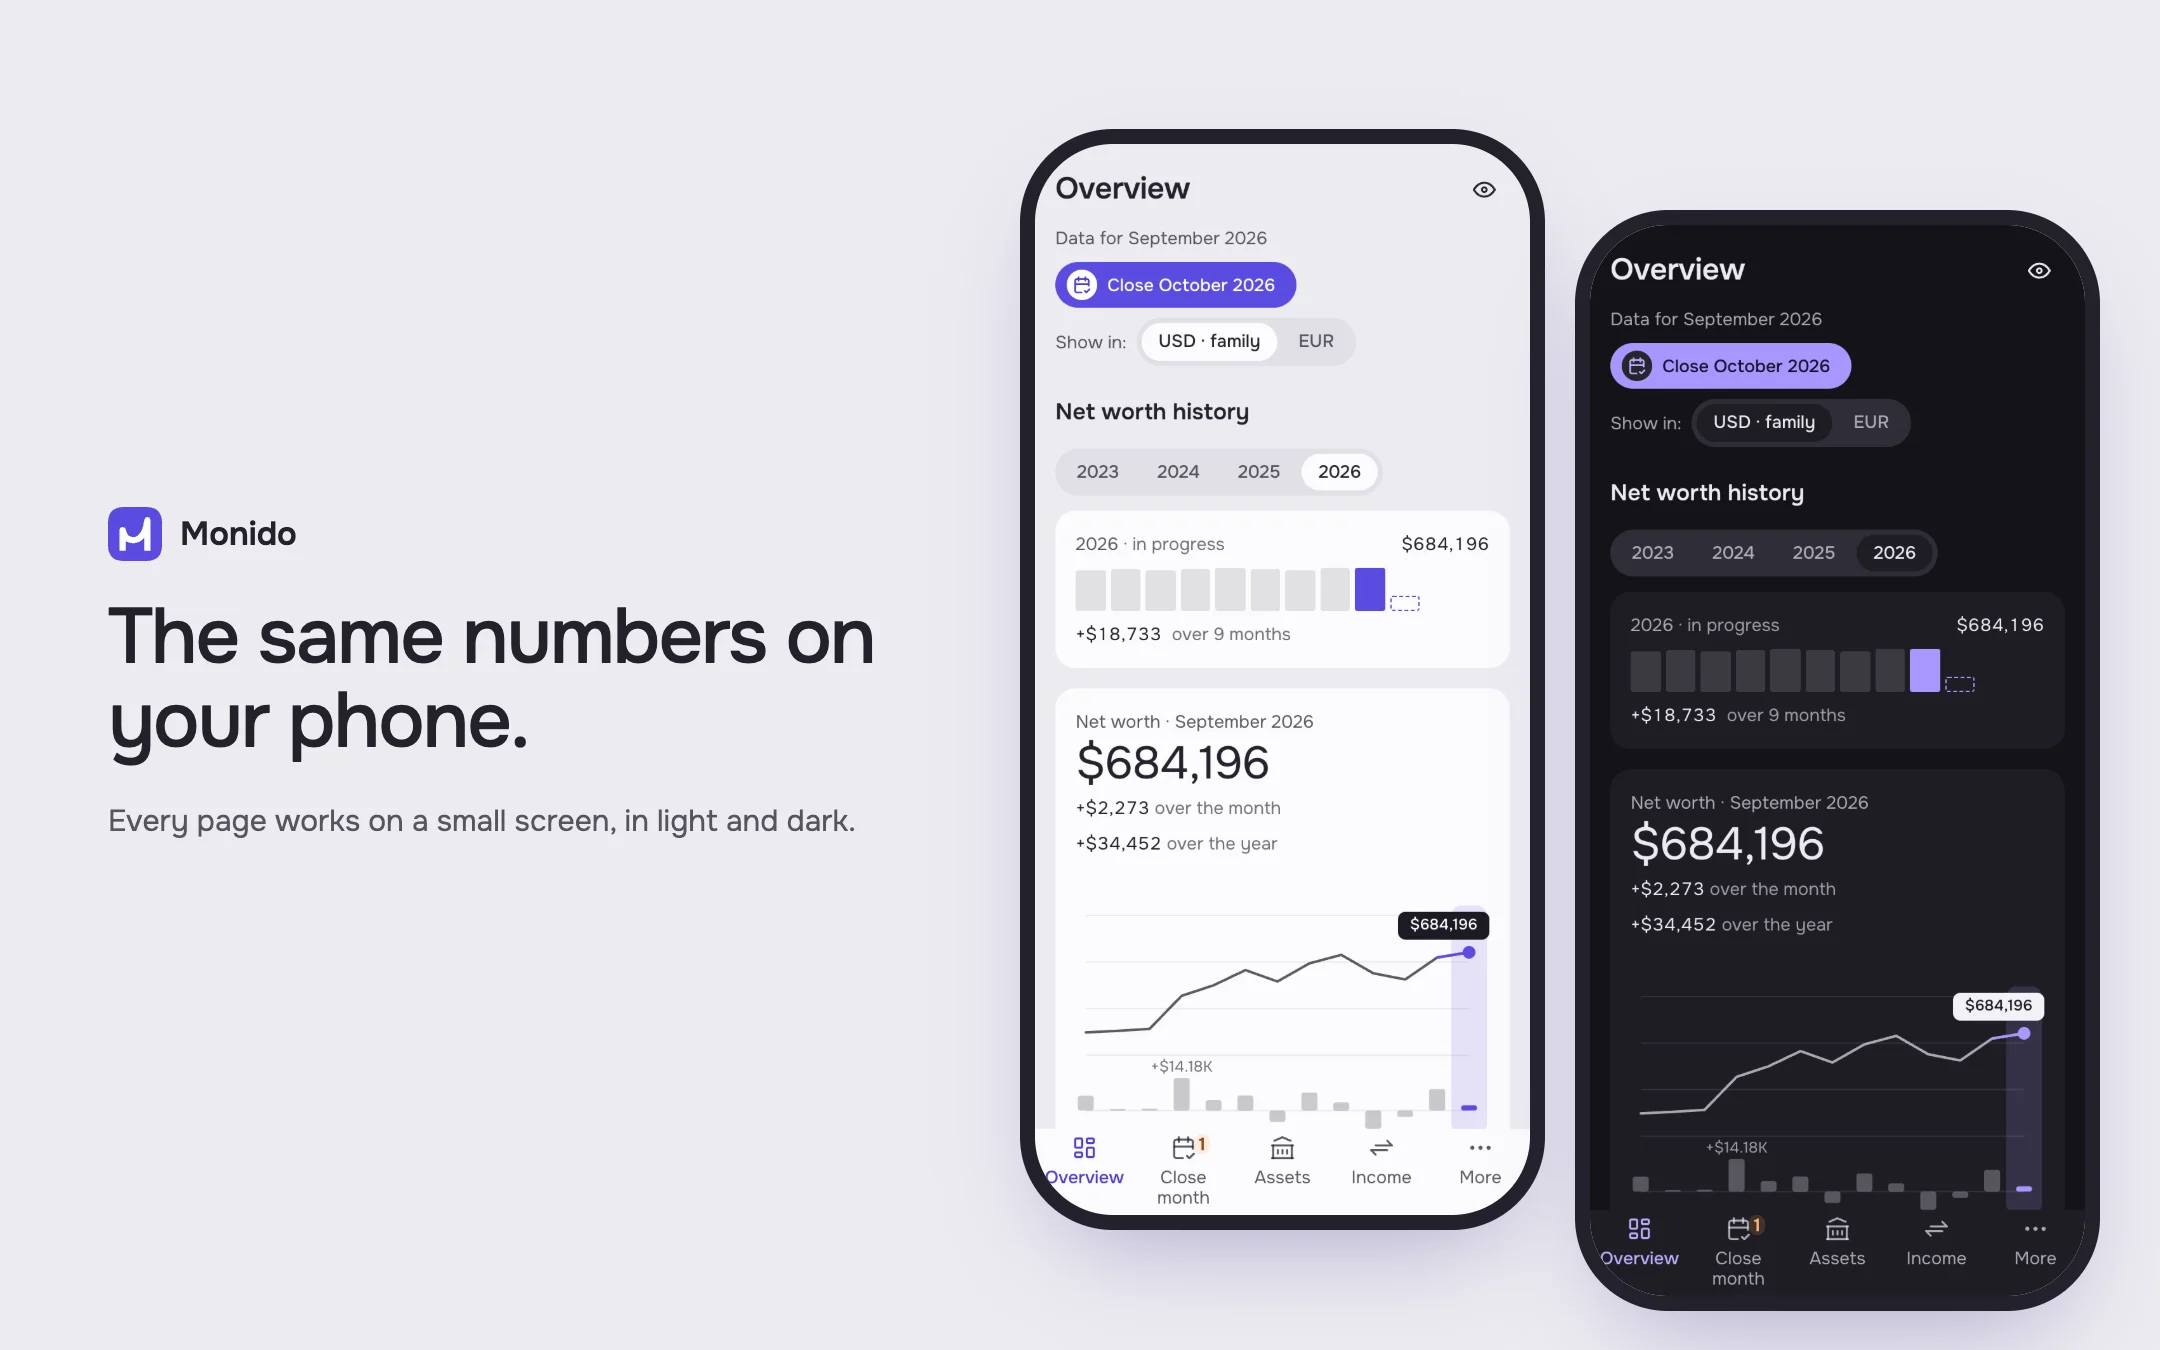 Monido
The same numbers on
your phone.
Every page works on a small screen, in light and dark.
Overview
Data for September 2026
Close October 2026
Show in: USD · family EUR
Net worth history
2023 2024 2025 2026
2026 · in progress $684,196
+$18,733 over 9 months
Net worth · September 2026
$684,196
+$2,273 over the month
+$34,452 over the year
$684,196
+$14.18K
1
Overview Close month Assets Income More
Overview
Data for September 2026
Close October 2026
Show in: USD · family EUR
Net worth history
2023 2024 2025 2026
2026 · in progress $684,196
+$18,733 over 9 months
Net worth · September 2026
$684,196
+$2,273 over the month
+$34,452 over the year
$684,196
+$14.18K
1
Overview Close month Assets Income More